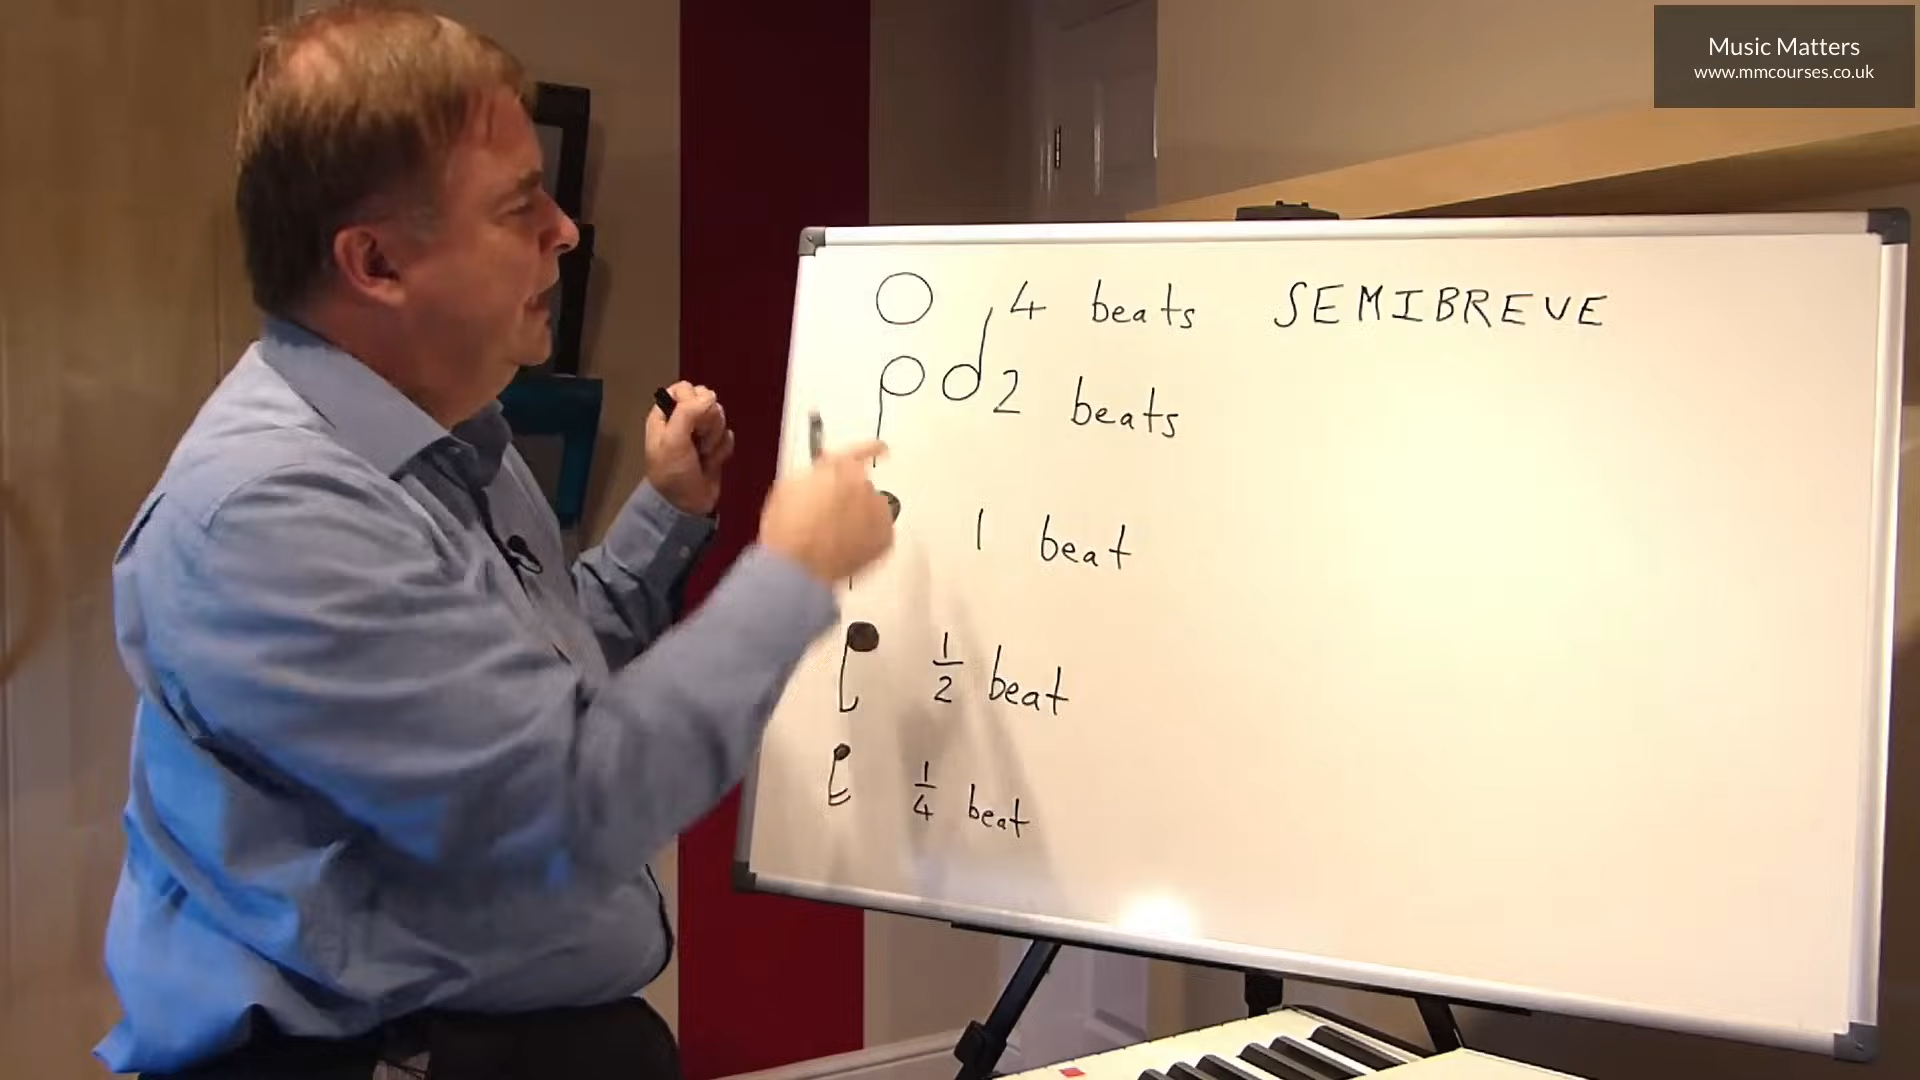 Music Matters
www.mmcourses.co.uk
4 beats SEMIBREVE
2 beats
1 beat
1/2 beat
1/4 beat